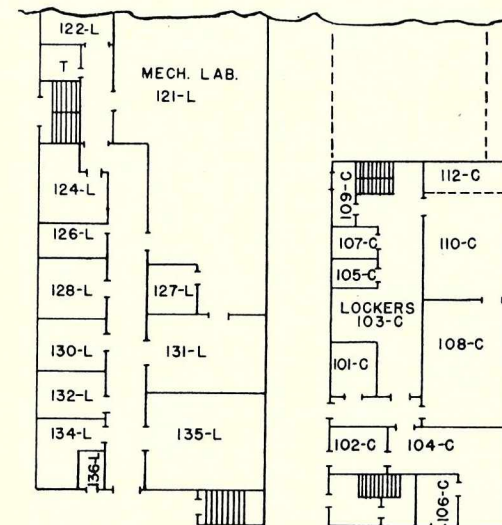 122-L
T
MECH. LAB.
121-L
124-L
126-L
128-L
127-L
130-L
131-L
132-L
134-L
135-L
136-L
109-C
112-C
107-C
110-C
105-C
LOCKERS
103-C
108-C
101-C
102-C
104-C
106-C